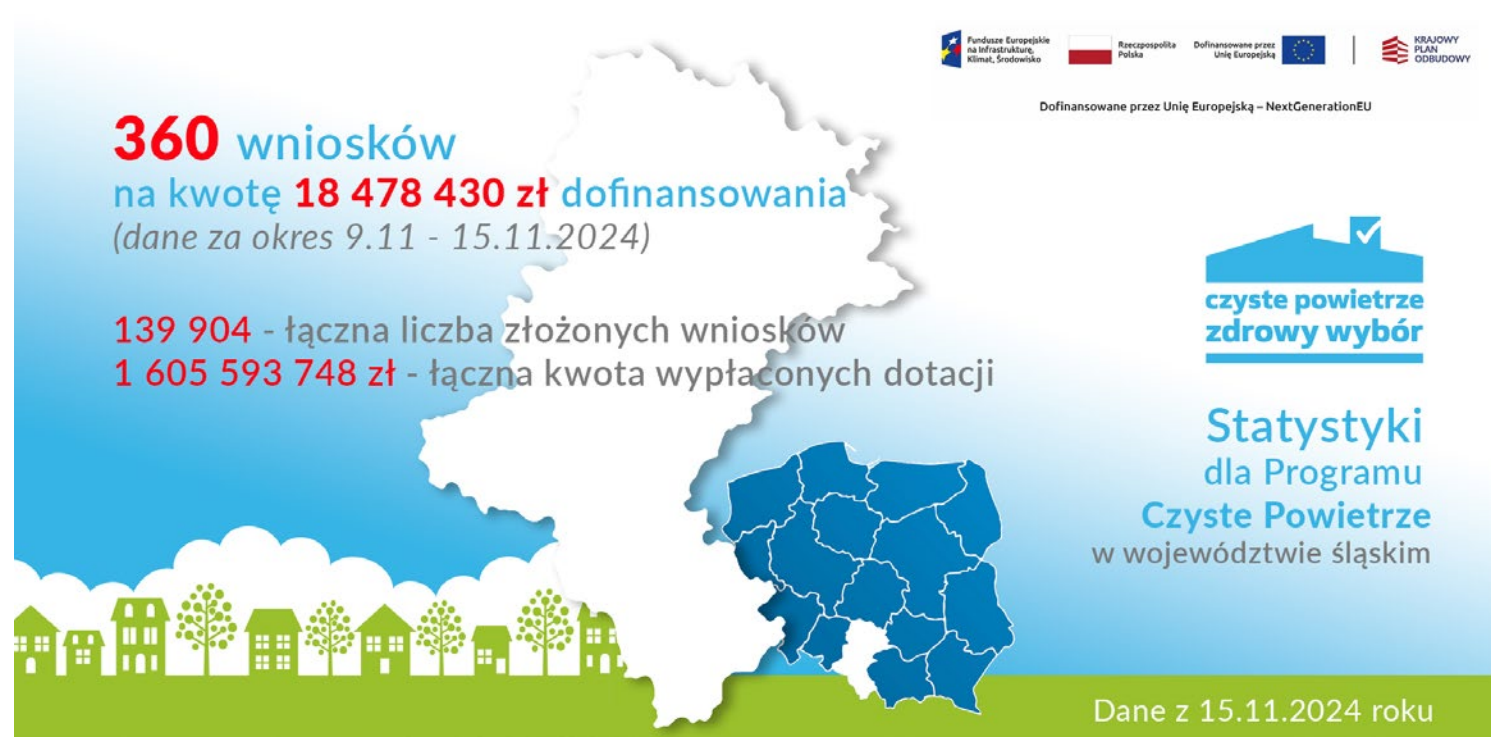 Fundusze Europejskie
na Infrastrukturę,
Klimat, Środowisko
Rzeczpospolita
Polska
Dofinansowane przez
Unię Europejską
KRAJOWY
PLAN
ODBUDOWY
Dofinansowane przez Unię Europejską – NextGenerationEU
360 wniosków
na kwotę 18 478 430 zł dofinansowania
(dane za okres 9.11 - 15.11.2024)
139 904 - łączna liczba złożonych wniosków
1 605 593 748 zł - łączna kwota wypłaconych dotacji
czyste powietrze
zdrowy wybór
Statystyki
dla Programu
Czyste Powietrze
w województwie śląskim
Dane z 15.11.2024 roku